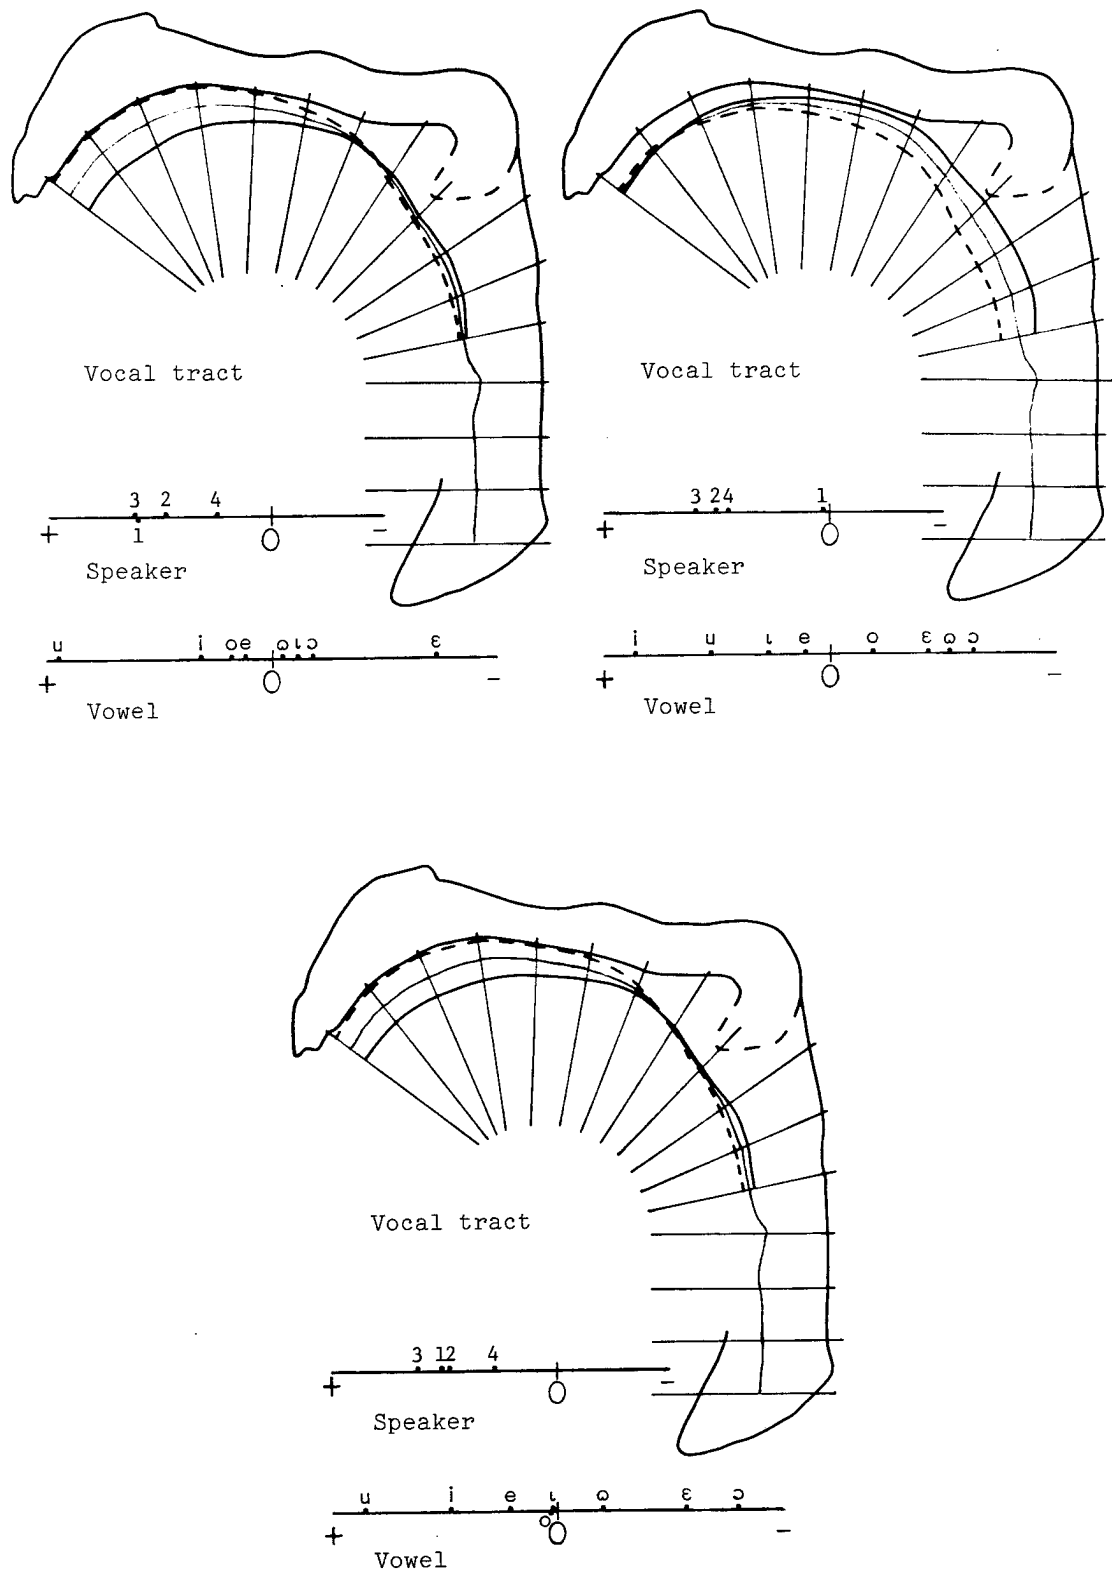 Vocal tract
3 2 4
+ 1 0 -
Speaker
u i oe ɷɩɔ ɛ
+ 0 -
Vowel
Vocal tract
3 24 1
+ 0 -
Speaker
i u ɩ e o ɛ ɷ ɔ
+ 0 -
Vowel
Vocal tract
3 12 4
+ 0 -
Speaker
u i e ɩ ɷ ɛ ɔ
+ o 0 -
Vowel